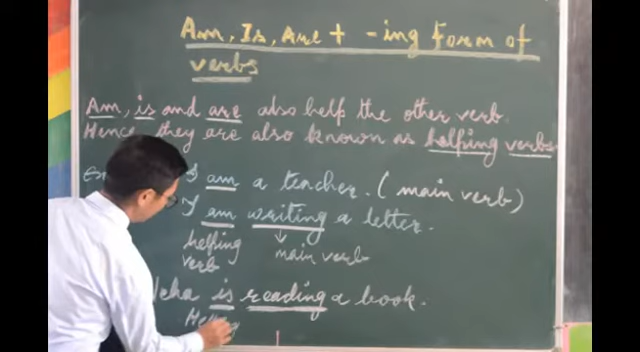 Am, Is, Are + -ing Form of
verbs
Am, is and are also help the other verb.
Hence they are also known as helping verbs
I am a teacher. (main verb)
I am writing a letter.
helping ↓ main verb
verb
Neha is reading a book.